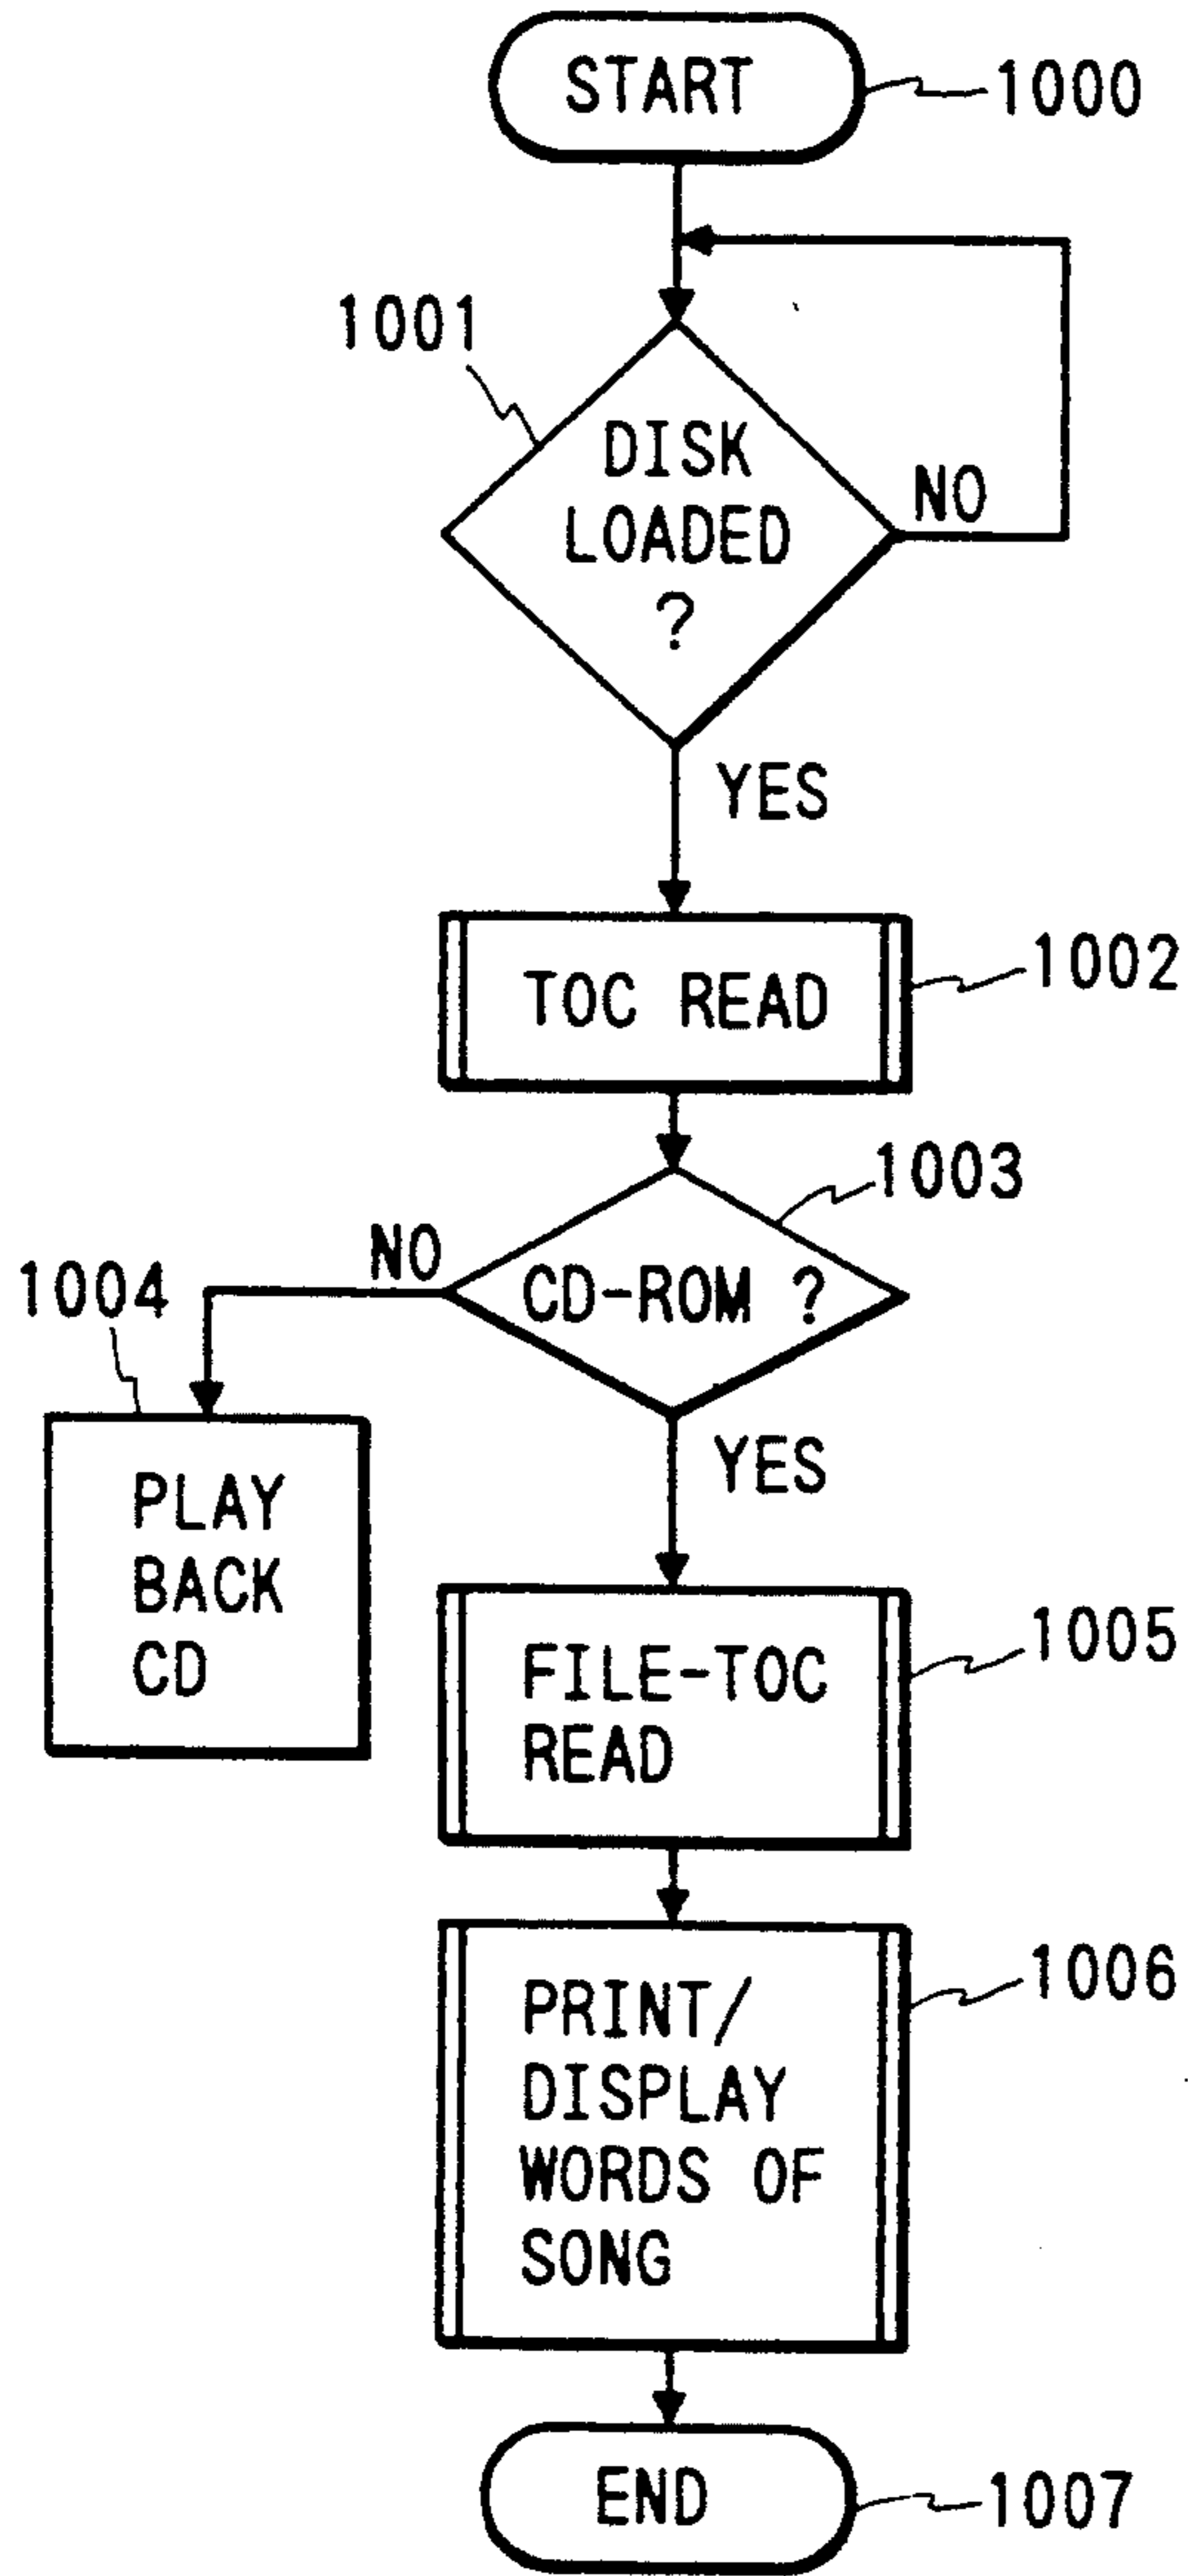 START
1000
1001
DISK
LOADED
?
NO
YES
TOC READ
1002
1003
NO
CD-ROM ?
1004
YES
PLAY
BACK
CD
FILE-TOC
READ
1005
PRINT/
DISPLAY
WORDS OF
SONG
1006
END
1007